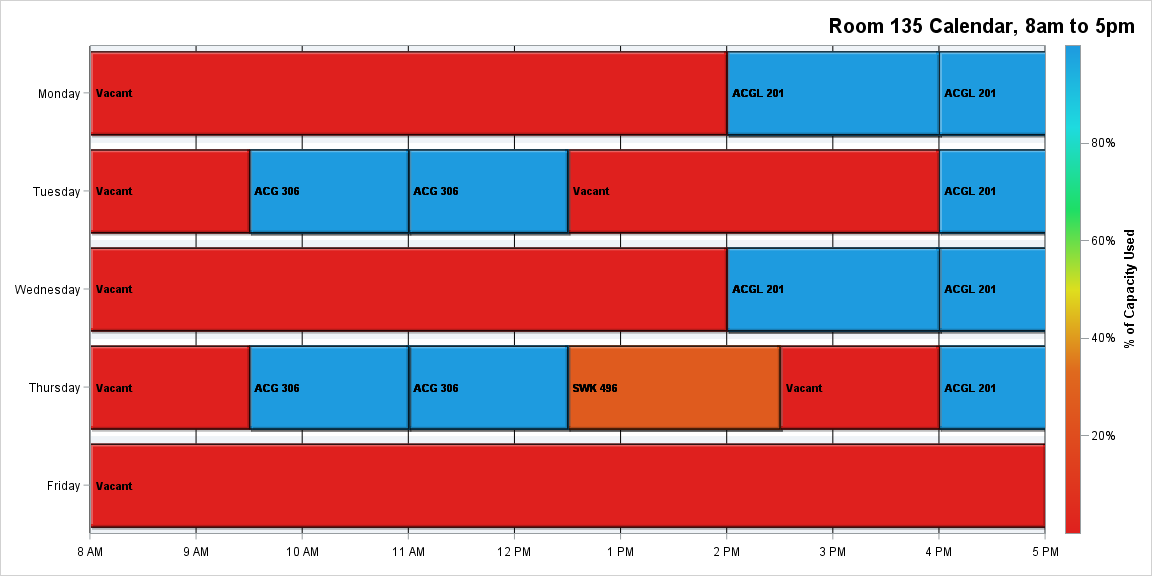 Room 135 Calendar, 8am to 5pm
Monday
Vacant
ACGL 201
ACGL 201
Tuesday
Vacant
ACG 306
ACG 306
Vacant
ACGL 201
Wednesday
Vacant
ACGL 201
ACGL 201
Thursday
Vacant
ACG 306
ACG 306
SWK 496
Vacant
ACGL 201
Friday
Vacant
8 AM
9 AM
10 AM
11 AM
12 PM
1 PM
2 PM
3 PM
4 PM
5 PM
80%
60%
40%
20%
% of Capacity Used